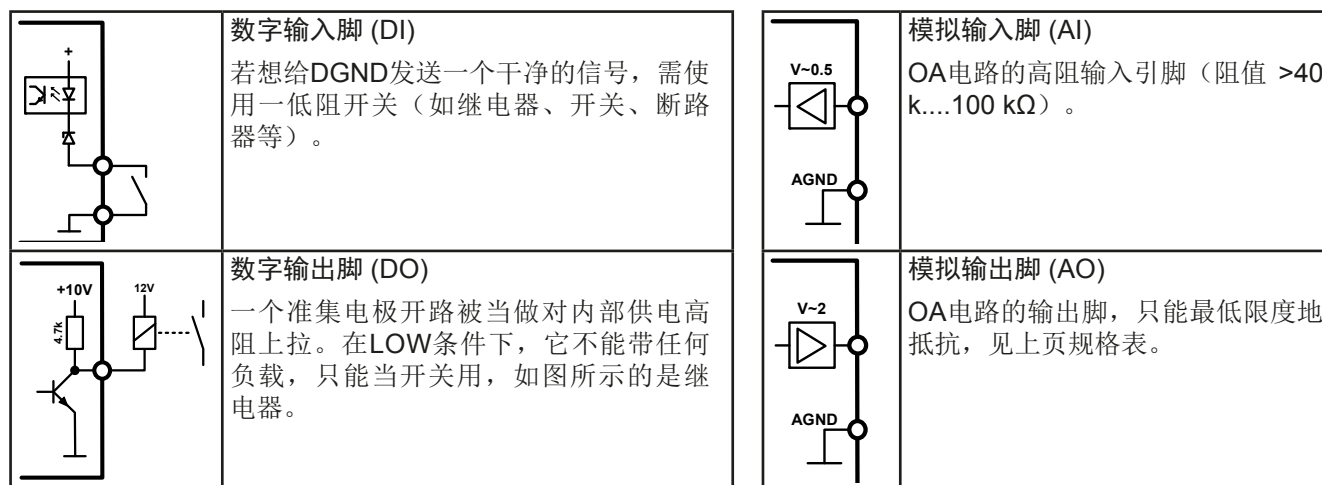 数字输入脚 (DI)
若想给DGND发送一个干净的信号，需使
用一低阻开关（如继电器、开关、断路
器等）。
+
数字输出脚 (DO)
一个准集电极开路被当做对内部供电高
阻上拉。在LOW条件下，它不能带任何
负载，只能当开关用，如图所示的是继
电器。
+10V
12V
4.7k
模拟输入脚 (AI)
OA电路的高阻输入引脚（阻值 >40
k....100 kΩ）。
V~0.5
AGND
模拟输出脚 (AO)
OA电路的输出脚，只能最低限度地
抵抗，见上页规格表。
V~2
AGND